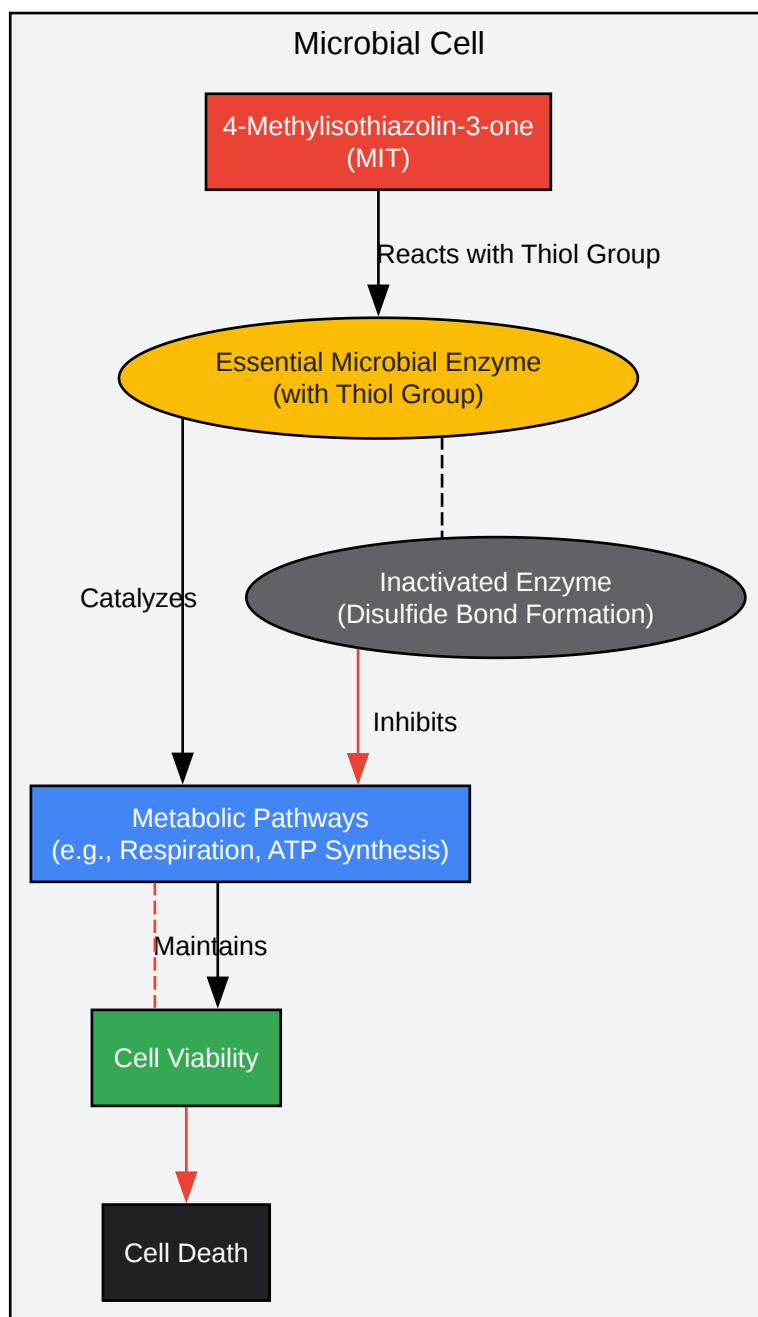 Microbial Cell
4-Methylisothiazolin-3-one
(MIT)
Reacts with Thiol Group
Essential Microbial Enzyme
(with Thiol Group)
Catalyzes
Inactivated Enzyme
(Disulfide Bond Formation)
Inhibits
Metabolic Pathways
(e.g., Respiration, ATP Synthesis)
Maintains
Cell Viability
Cell Death